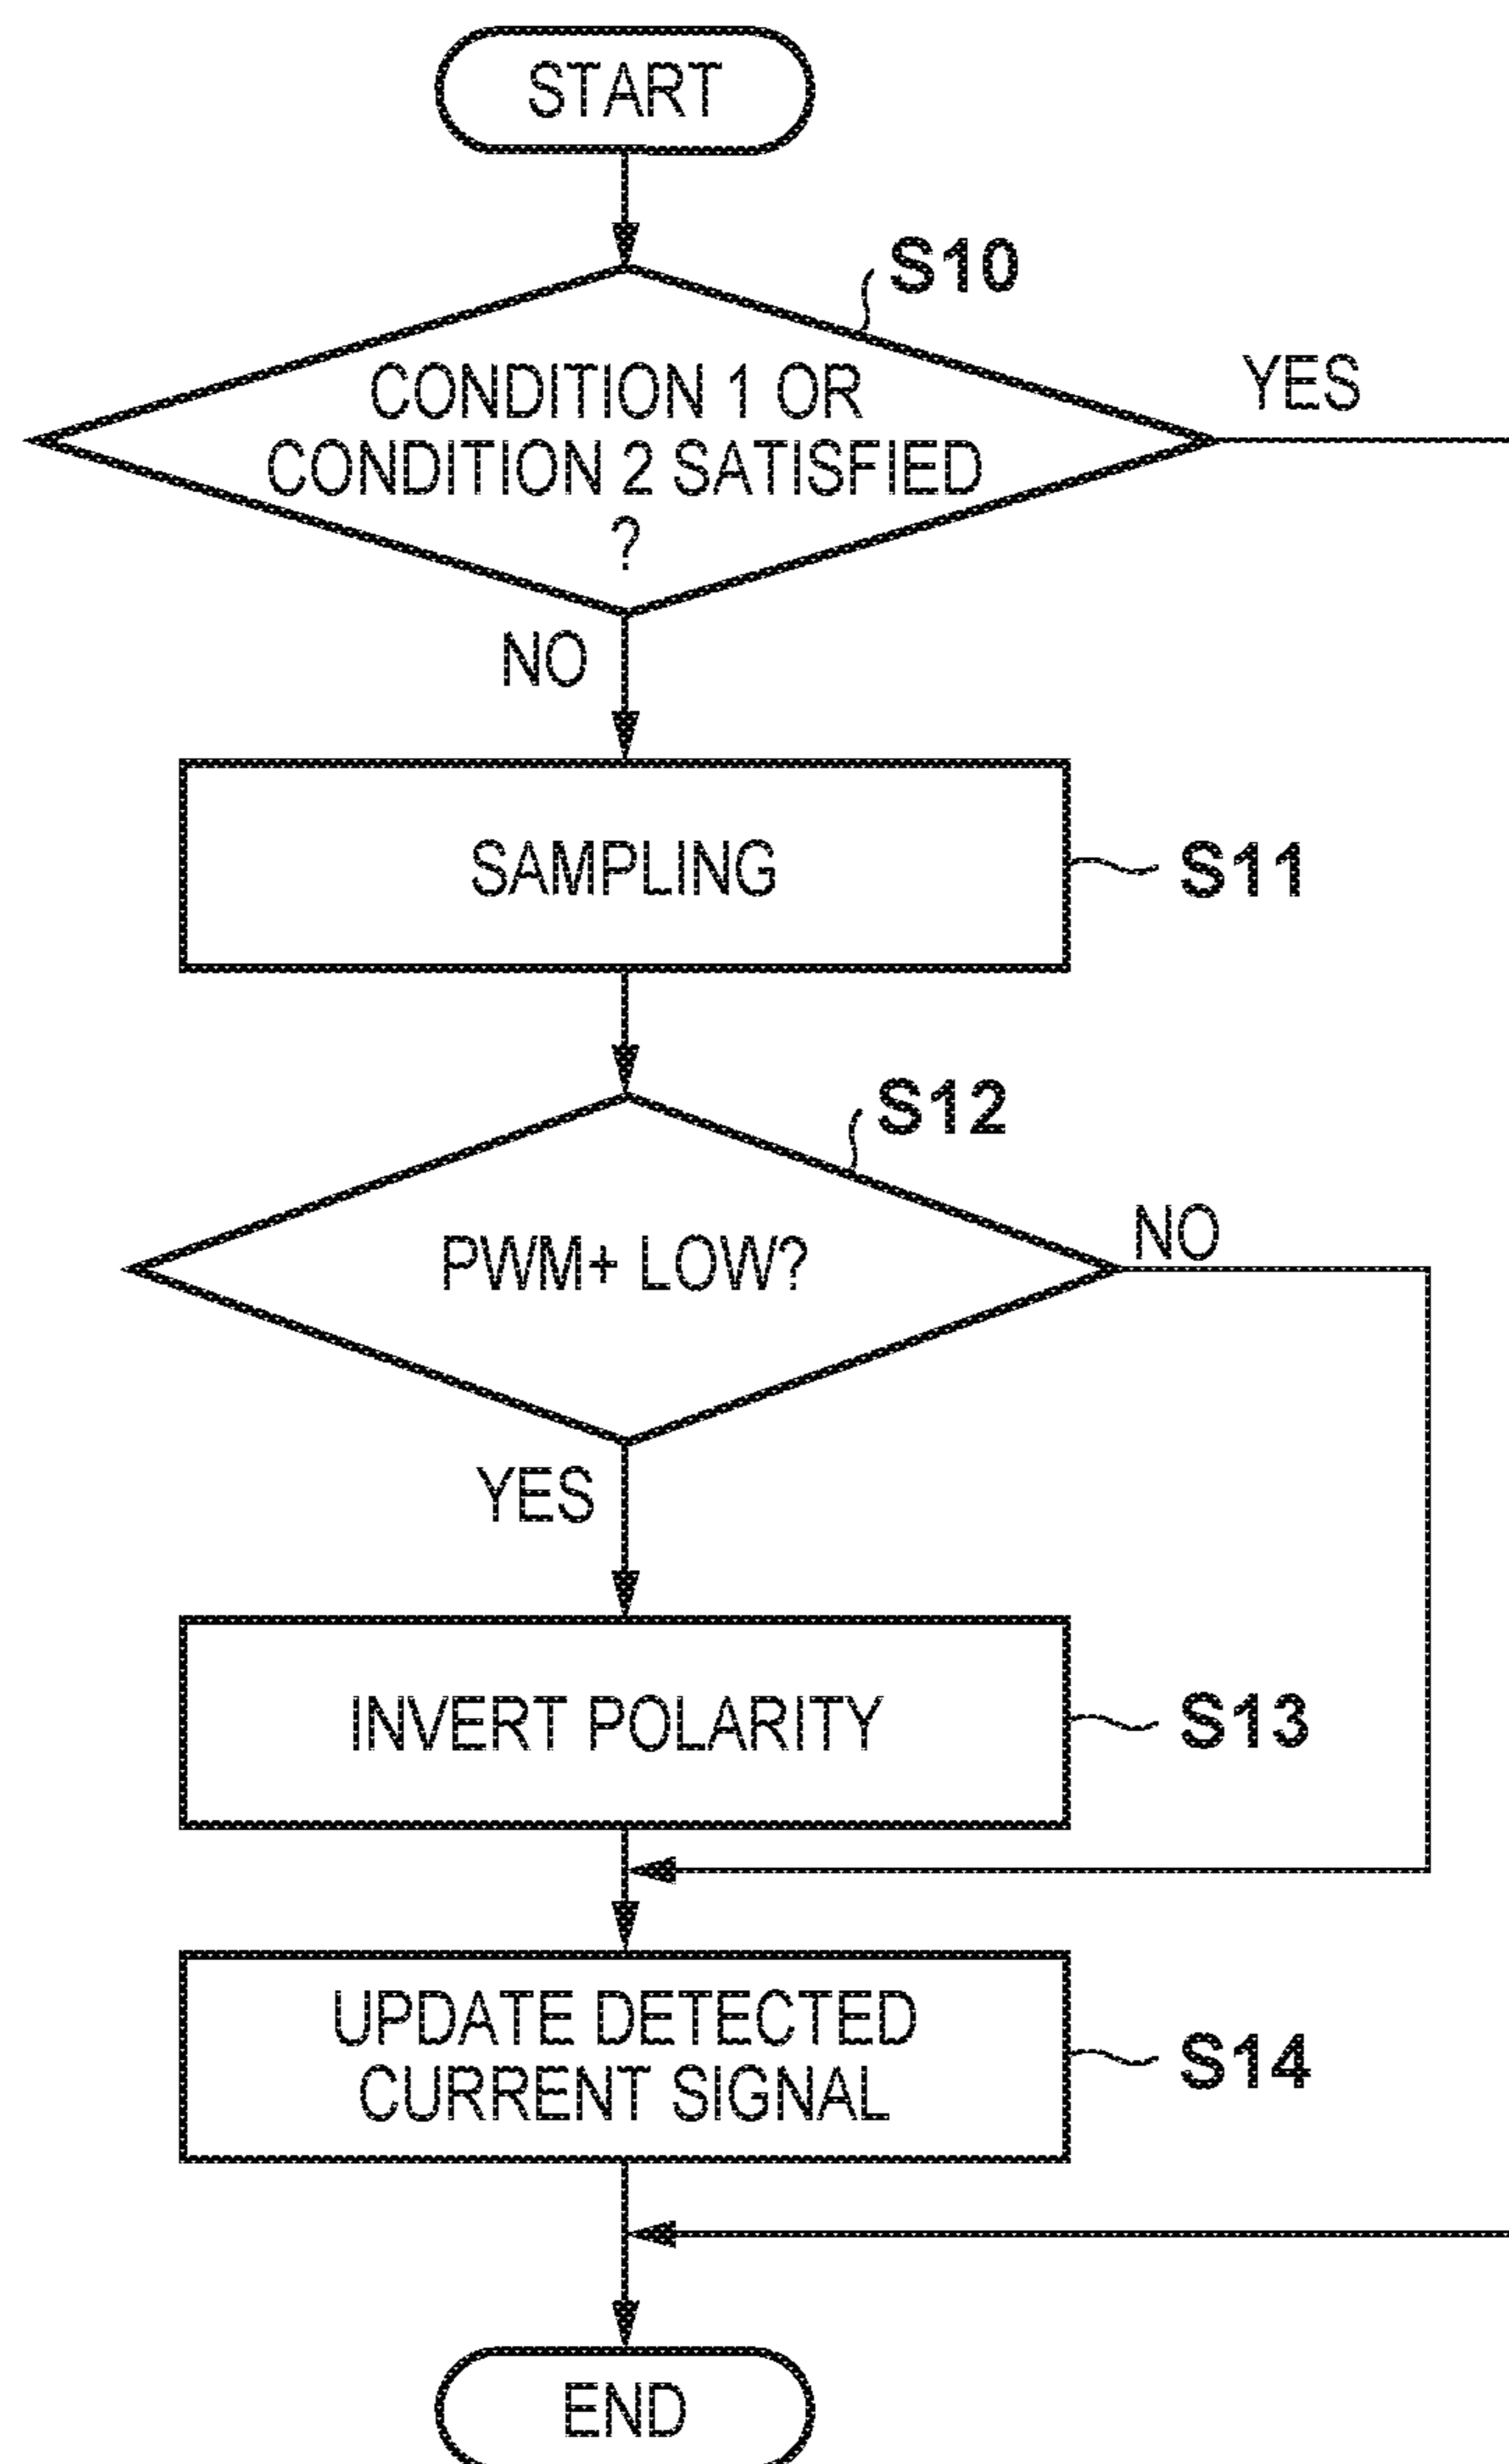 START
S10
CONDITION 1 OR
CONDITION 2 SATISFIED
?
YES
NO
SAMPLING
S11
S12
PWM+ LOW?
NO
YES
INVERT POLARITY
S13
UPDATE DETECTED
CURRENT SIGNAL
S14
END